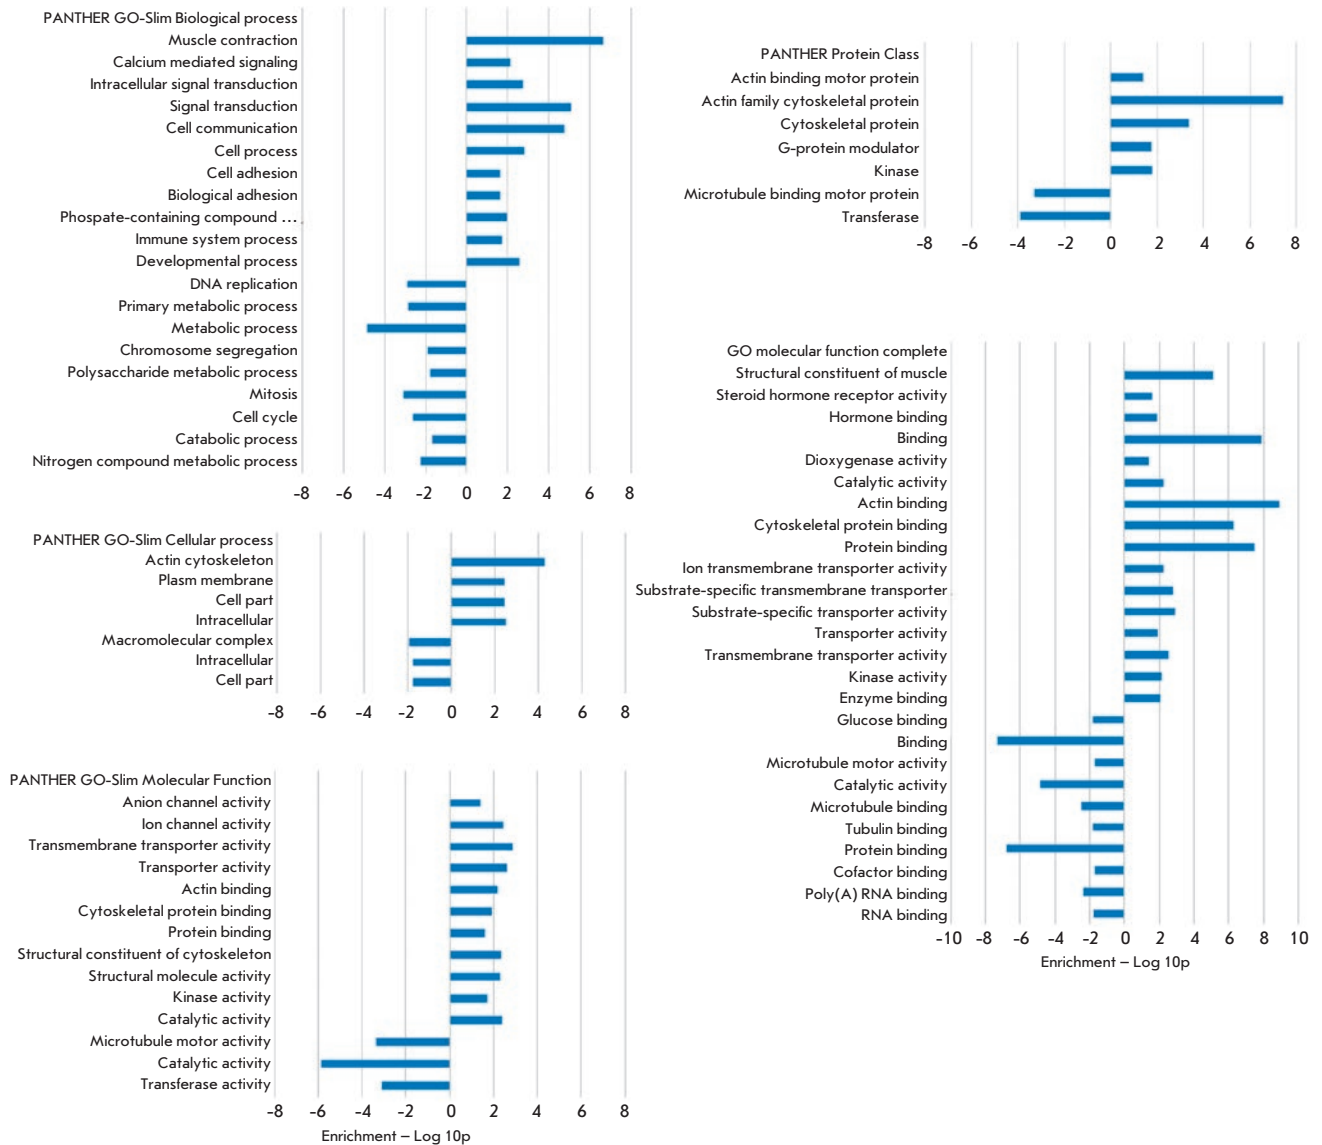 PANTHER GO-Slim Biological process
Muscle contraction
Calcium mediated signaling
Intracellular signal transduction
Signal transduction
Cell communication
Cell process
Cell adhesion
Biological adhesion
Phospate-containing compound ...
Immune system process
Developmental process
DNA replication
Primary metabolic process
Metabolic process
Chromosome segregation
Polysaccharide metabolic process
Mitosis
Cell cycle
Catabolic process
Nitrogen compound metabolic process
-8 -6 -4 -2 0 2 4 6 8
PANTHER GO-Slim Cellular process
Actin cytoskeleton
Plasm membrane
Cell part
Intracellular
Macromolecular complex
Intracellular
Cell part
-8 -6 -4 -2 0 2 4 6 8
PANTHER GO-Slim Molecular Function
Anion channel activity
Ion channel activity
Transmembrane transporter activity
Transporter activity
Actin binding
Cytoskeletal protein binding
Protein binding
Structural constituent of cytoskeleton
Structural molecule activity
Kinase activity
Catalytic activity
Microtubule motor activity
Catalytic activity
Transferase activity
-8 -6 -4 -2 0 2 4 6 8
Enrichment – Log 10p
PANTHER Protein Class
Actin binding motor protein
Actin family cytoskeletal protein
Cytoskeletal protein
G-protein modulator
Kinase
Microtubule binding motor protein
Transferase
-8 -6 -4 -2 0 2 4 6 8
GO molecular function complete
Structural constituent of muscle
Steroid hormone receptor activity
Hormone binding
Binding
Dioxygenase activity
Catalytic activity
Actin binding
Cytoskeletal protein binding
Protein binding
Ion transmembrane transporter activity
Substrate-specific transmembrane transporter
Substrate-specific transporter activity
Transporter activity
Transmembrane transporter activity
Kinase activity
Enzyme binding
Glucose binding
Binding
Microtubule motor activity
Catalytic activity
Microtubule binding
Tubulin binding
Protein binding
Cofactor binding
Poly(A) RNA binding
RNA binding
-10 -8 -6 -4 -2 0 2 4 6 8 10
Enrichment – Log 10p